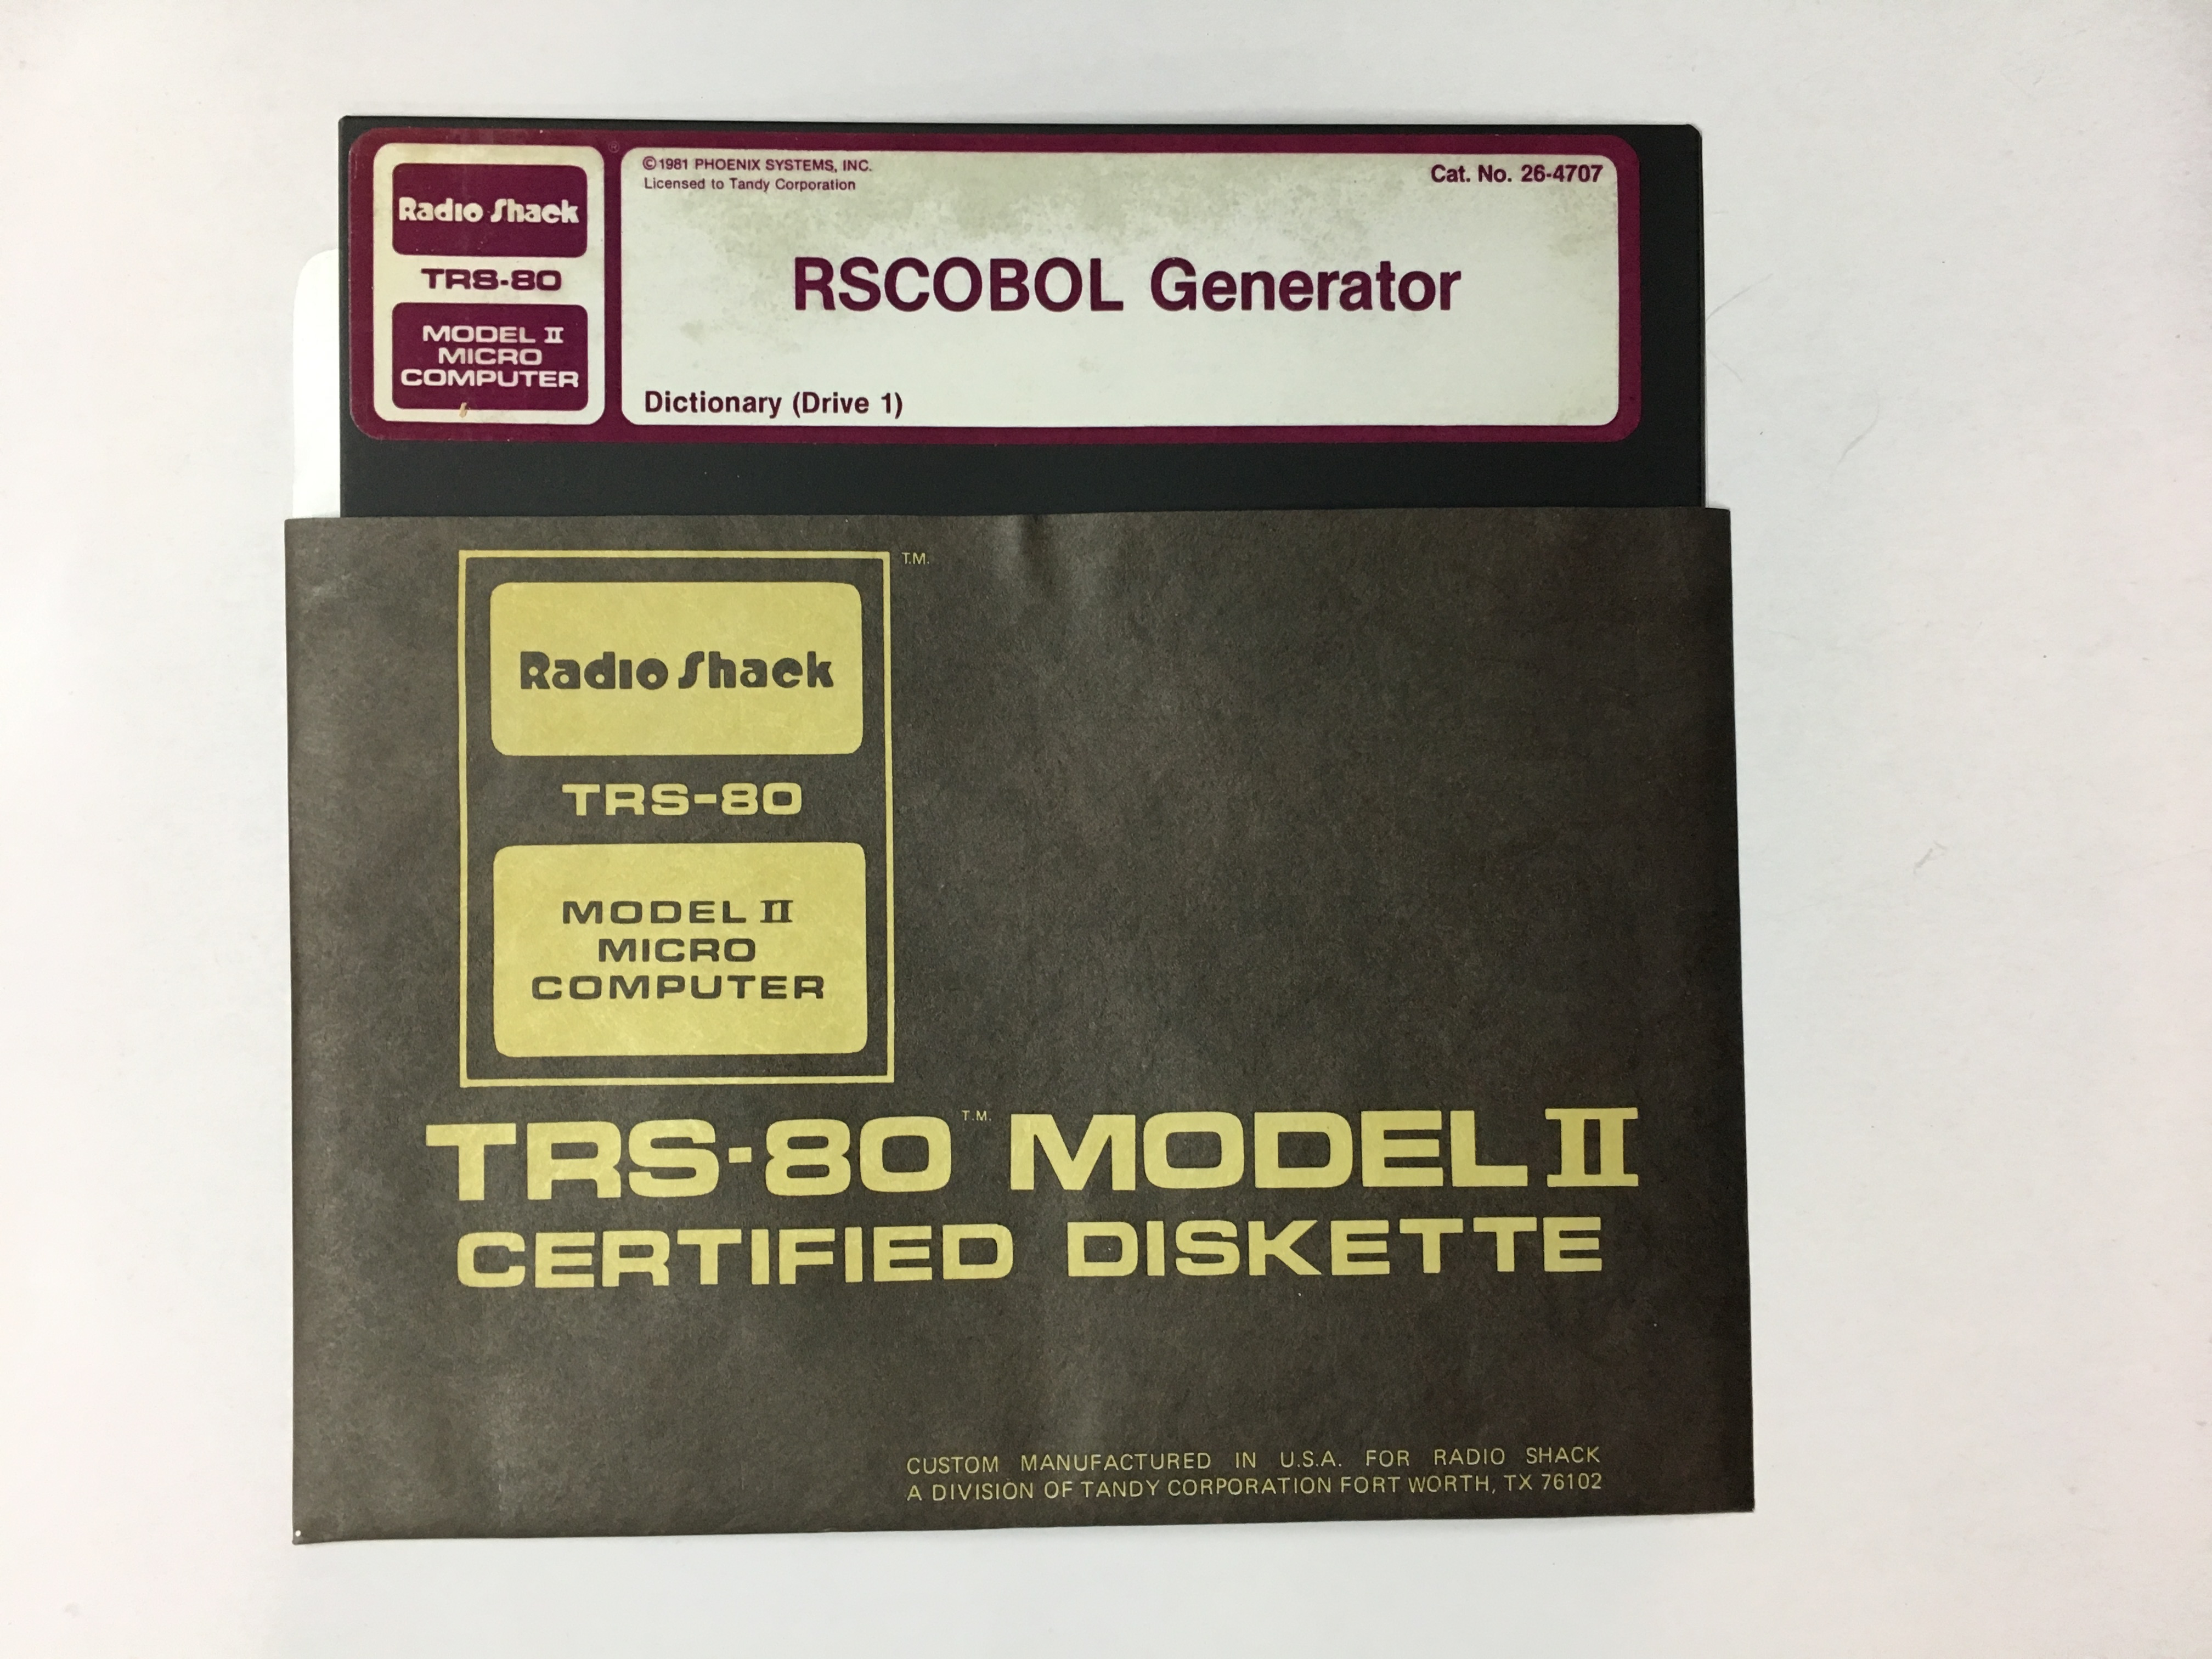 Radio Shack
TRS-80
MODEL II
MICRO
COMPUTER
®
©1981 PHOENIX SYSTEMS, INC.
Licensed to Tandy Corporation
Cat. No. 26-4707
RSCOBOL Generator
Dictionary (Drive 1)
T.M.
Radio Shack
TRS-80
MODEL II
MICRO
COMPUTER
TRS-80 T.M. MODEL II
CERTIFIED DISKETTE
CUSTOM MANUFACTURED IN U.S.A. FOR RADIO SHACK
A DIVISION OF TANDY CORPORATION FORT WORTH, TX 76102